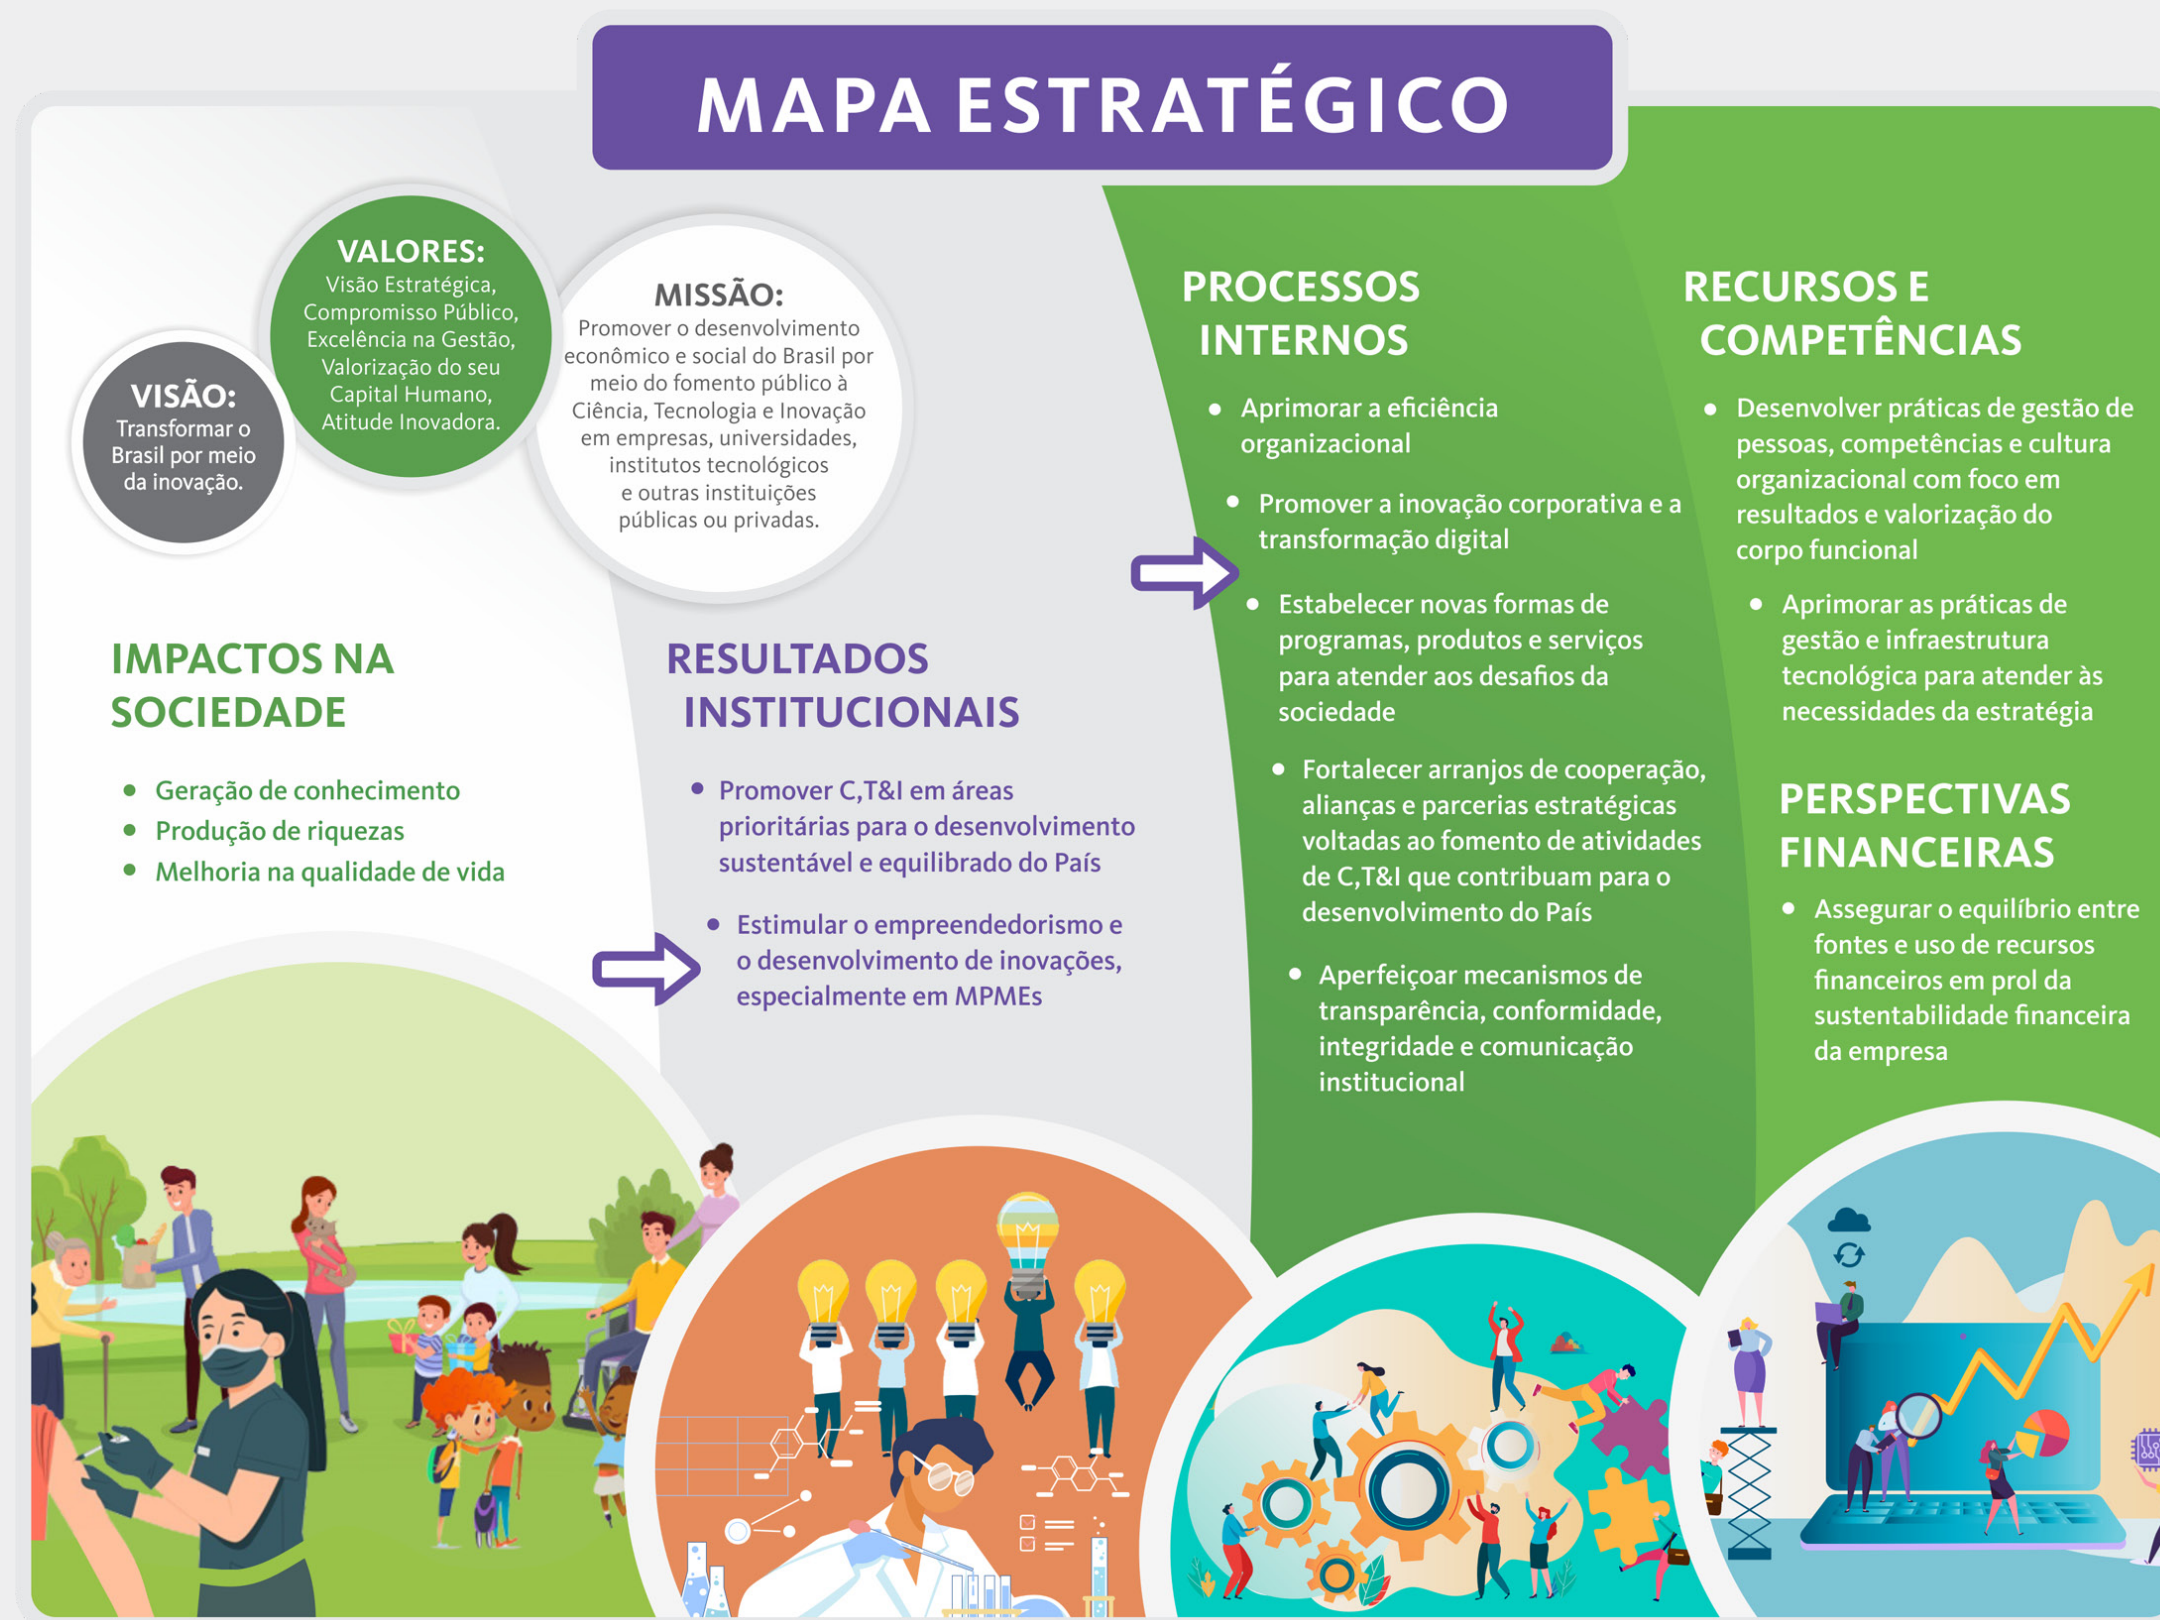 MAPA ESTRATÉGICO
VISÃO:
Transformar o
Brasil por meio
da inovação.
VALORES:
Visão Estratégica,
Compromisso Público,
Excelência na Gestão,
Valorização do seu
Capital Humano,
Atitude Inovadora.
MISSÃO:
Promover o desenvolvimento
econômico e social do Brasil por
meio do fomento público à
Ciência, Tecnologia e Inovação
em empresas, universidades,
institutos tecnológicos
e outras instituições
públicas ou privadas.
IMPACTOS NA
SOCIEDADE
• Geração de conhecimento
• Produção de riquezas
• Melhoria na qualidade de vida
RESULTADOS
INSTITUCIONAIS
• Promover C,T&I em áreas
prioritárias para o desenvolvimento
sustentável e equilibrado do País
• Estimular o empreendedorismo e
o desenvolvimento de inovações,
especialmente em MPMEs
PROCESSOS
INTERNOS
• Aprimorar a eficiência
organizacional
• Promover a inovação corporativa e a
transformação digital
• Estabelecer novas formas de
programas, produtos e serviços
para atender aos desafios da
sociedade
• Fortalecer arranjos de cooperação,
alianças e parcerias estratégicas
voltadas ao fomento de atividades
de C,T&I que contribuam para o
desenvolvimento do País
• Aperfeiçoar mecanismos de
transparência, conformidade,
integridade e comunicação
institucional
RECURSOS E
COMPETÊNCIAS
• Desenvolver práticas de gestão de
pessoas, competências e cultura
organizacional com foco em
resultados e valorização do
corpo funcional
• Aprimorar as práticas de
gestão e infraestrutura
tecnológica para atender às
necessidades da estratégia
PERSPECTIVAS
FINANCEIRAS
• Assegurar o equilíbrio entre
fontes e uso de recursos
financeiros em prol da
sustentabilidade financeira
da empresa